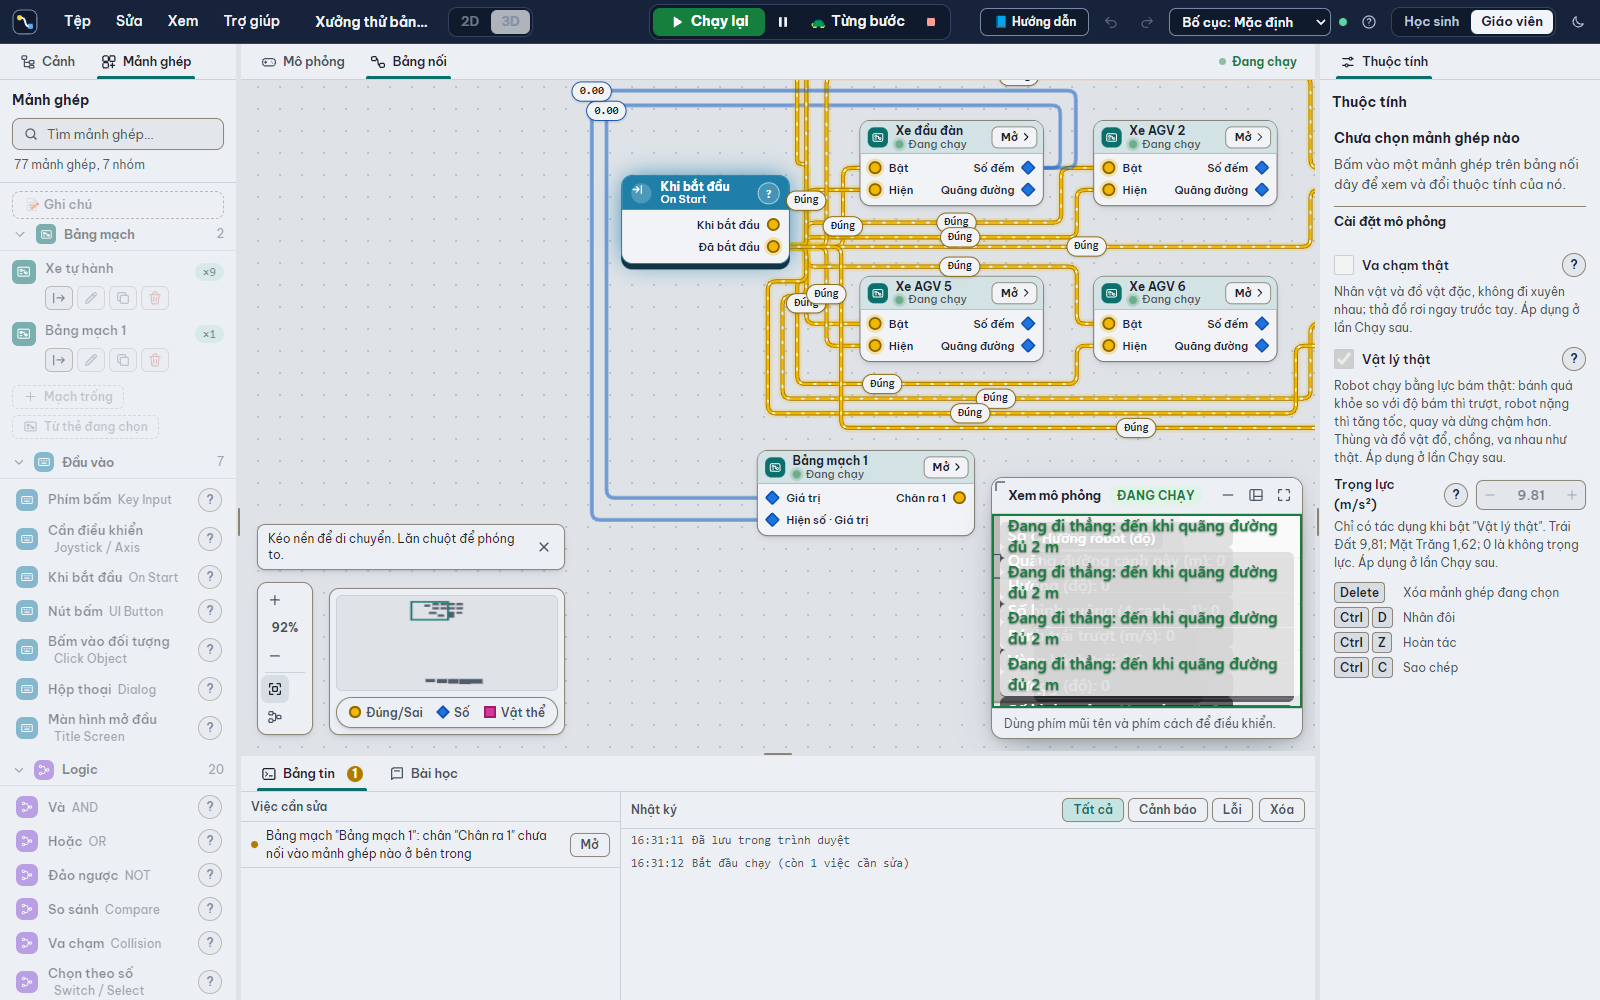 Tệp Sửa Xem Trợ giúp Xưởng thử bản... 2D 3D Chạy lại Từng bước Hướng dẫn Bố cục: Mặc định Học sinh Giáo viên
Cảnh Mảnh ghép
Mảnh ghép
Tìm mảnh ghép...
77 mảnh ghép, 7 nhóm
Ghi chú
Bảng mạch 2
Xe tự hành ×9
Bảng mạch 1 ×1
+ Mạch trống
Từ thẻ đang chọn
Đầu vào 7
Phím bấm Key Input ?
Cần điều khiển
Joystick / Axis ?
Khi bắt đầu On Start ?
Nút bấm UI Button ?
Bấm vào đối tượng
Click Object ?
Hộp thoại Dialog ?
Màn hình mở đầu
Title Screen ?
Logic 20
Và AND ?
Hoặc OR ?
Đảo ngược NOT ?
So sánh Compare ?
Va chạm Collision ?
Chọn theo số
Switch / Select ?
Mô phỏng Bảng nối Đang chạy
0.00
0.00
Khi bắt đầu
On Start ?
Khi bắt đầu
Đã bắt đầu
Đúng
Đúng
Đúng
Đúng
Đúng
Đúng
Đúng
Đúng
Đúng
Đúng
Đúng
Đúng
Xe đầu đàn
Đang chạy
Mở >
Bật Số đếm
Hiện Quãng đường
Xe AGV 2
Đang chạy
Mở >
Bật Số đếm
Hiện Quãng đường
Xe AGV 5
Đang chạy
Mở >
Bật Số đếm
Hiện Quãng đường
Xe AGV 6
Đang chạy
Mở >
Bật Số đếm
Hiện Quãng đường
Bảng mạch 1
Đang chạy
Mở >
Giá trị Chân ra 1
Hiện số · Giá trị
Kéo nền để di chuyển. Lăn chuột để phóng
to.
+
92%
−
Đúng/Sai Số Vật thể
Xem mô phỏng ĐANG CHẠY
Đang đi thẳng: đến khi quãng đường
đủ 2 m
Hướng robot (độ)
Đang đi thẳng: đến khi quãng đường
đủ 2 m
Đang đi thẳng: đến khi quãng đường
đủ 2 m
Đang đi thẳng: đến khi quãng đường
đủ 2 m
Dùng phím mũi tên và phím cách để điều khiển.
Bảng tin 1 Bài học
Việc cần sửa
Bảng mạch "Bảng mạch 1": chân "Chân ra 1" chưa
nối vào mảnh ghép nào ở bên trong
Mở
Nhật ký Tất cả Cảnh báo Lỗi Xóa
16:31:11 Đã lưu trong trình duyệt
16:31:12 Bắt đầu chạy (còn 1 việc cần sửa)
Thuộc tính
Thuộc tính
Chưa chọn mảnh ghép nào
Bấm vào một mảnh ghép trên bảng nối
dây để xem và đổi thuộc tính của nó.
Cài đặt mô phỏng
Va chạm thật ?
Nhân vật và đồ vật đặc, không đi xuyên
nhau; thả đồ rơi ngay trước tay. Áp dụng ở
lần Chạy sau.
Vật lý thật ?
Robot chạy bằng lực bám thật: bánh quá
khỏe so với độ bám thì trượt, robot nặng
thì tăng tốc, quay và dừng chậm hơn.
Thùng và đồ vật đổ, chồng, va nhau như
thật. Áp dụng ở lần Chạy sau.
Trọng lực
(m/s²) ? − 9.81 +
Chỉ có tác dụng khi bật "Vật lý thật". Trái
Đất 9,81; Mặt Trăng 1,62; 0 là không trọng
lực. Áp dụng ở lần Chạy sau.
Delete Xóa mảnh ghép đang chọn
Ctrl D Nhân đôi
Ctrl Z Hoàn tác
Ctrl C Sao chép